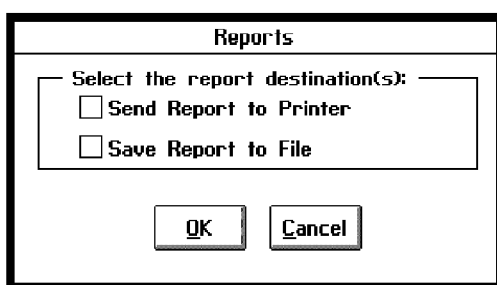 Reports
Select the report destination(s):
Send Report to Printer
Save Report to File
OK Cancel